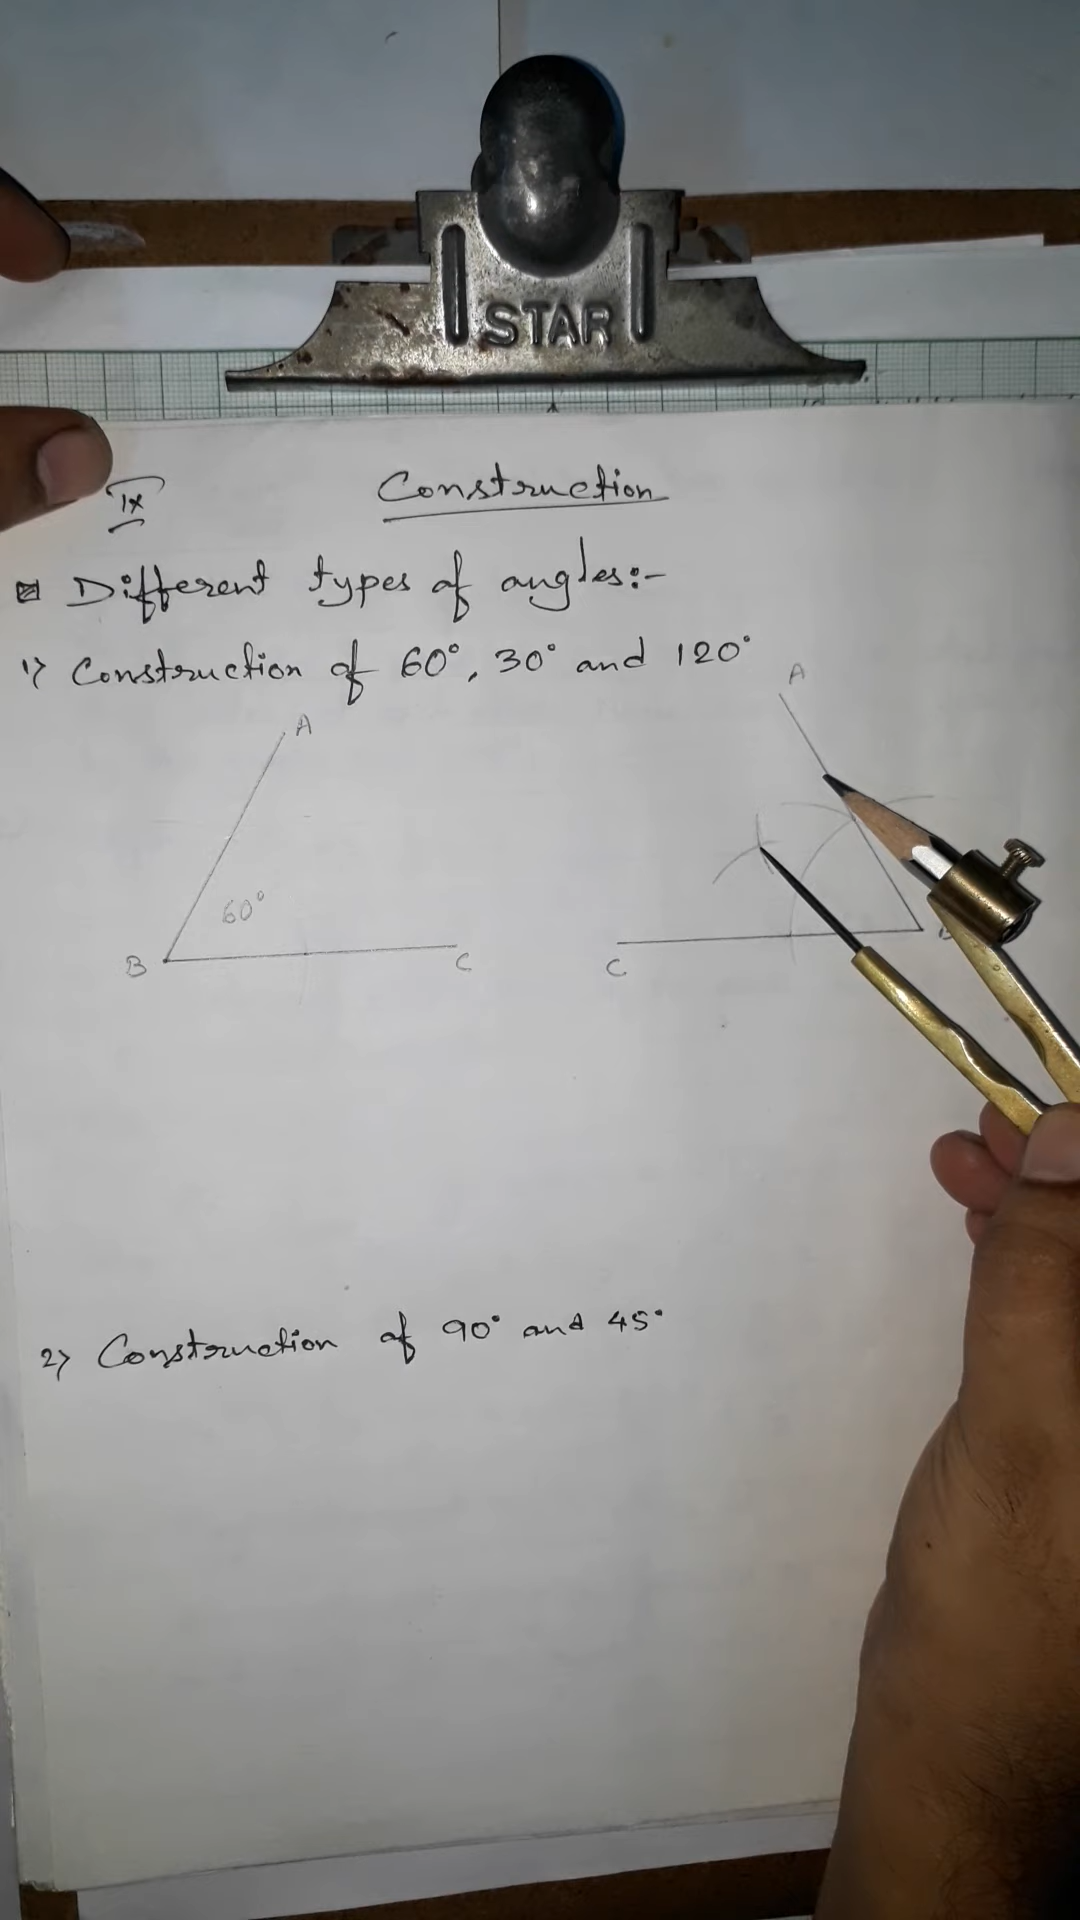 STAR
IX
Construction
Different types of angles:-
1) Construction of 60°, 30° and 120°
A
A
60°
B
C
C
B
2) Construction of 90° and 45°